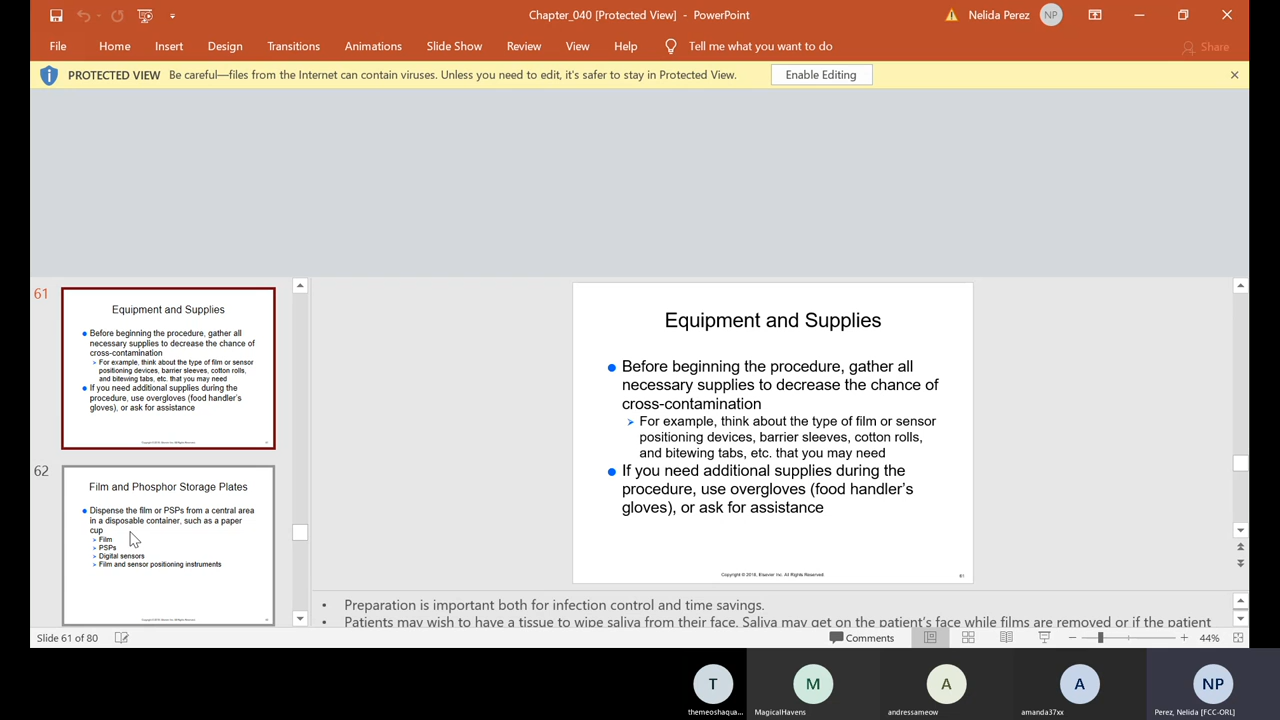 Chapter_040 [Protected View] - PowerPoint
Nelida Perez NP
File Home Insert Design Transitions Animations Slide Show Review View Help Tell me what you want to do Share
PROTECTED VIEW Be careful—files from the Internet can contain viruses. Unless you need to edit, it's safer to stay in Protected View. Enable Editing
61
Equipment and Supplies
Before beginning the procedure, gather all
necessary supplies to decrease the chance of
cross-contamination
For example, think about the type of film or sensor
positioning devices, barrier sleeves, cotton rolls,
and bitewing tabs, etc. that you may need
If you need additional supplies during the
procedure, use overgloves (food handler's
gloves), or ask for assistance
62
Film and Phosphor Storage Plates
Dispense the film or PSPs from a central area
in a disposable container, such as a paper
cup
Film
PSPs
Digital sensors
Film and sensor positioning instruments
Equipment and Supplies
Before beginning the procedure, gather all
necessary supplies to decrease the chance of
cross-contamination
For example, think about the type of film or sensor
positioning devices, barrier sleeves, cotton rolls,
and bitewing tabs, etc. that you may need
If you need additional supplies during the
procedure, use overgloves (food handler's
gloves), or ask for assistance
Copyright © 2018, Elsevier Inc. All Rights Reserved.
61
• Preparation is important both for infection control and time savings.
• Patients may wish to have a tissue to wipe saliva from their face. Saliva may get on the patient's face while films are removed or if the patient
Slide 61 of 80 Comments 44%
T M A A NP
themeoshaqua... MagicalHavens andressameow amanda37xx Perez, Nelida [FCC-ORL]